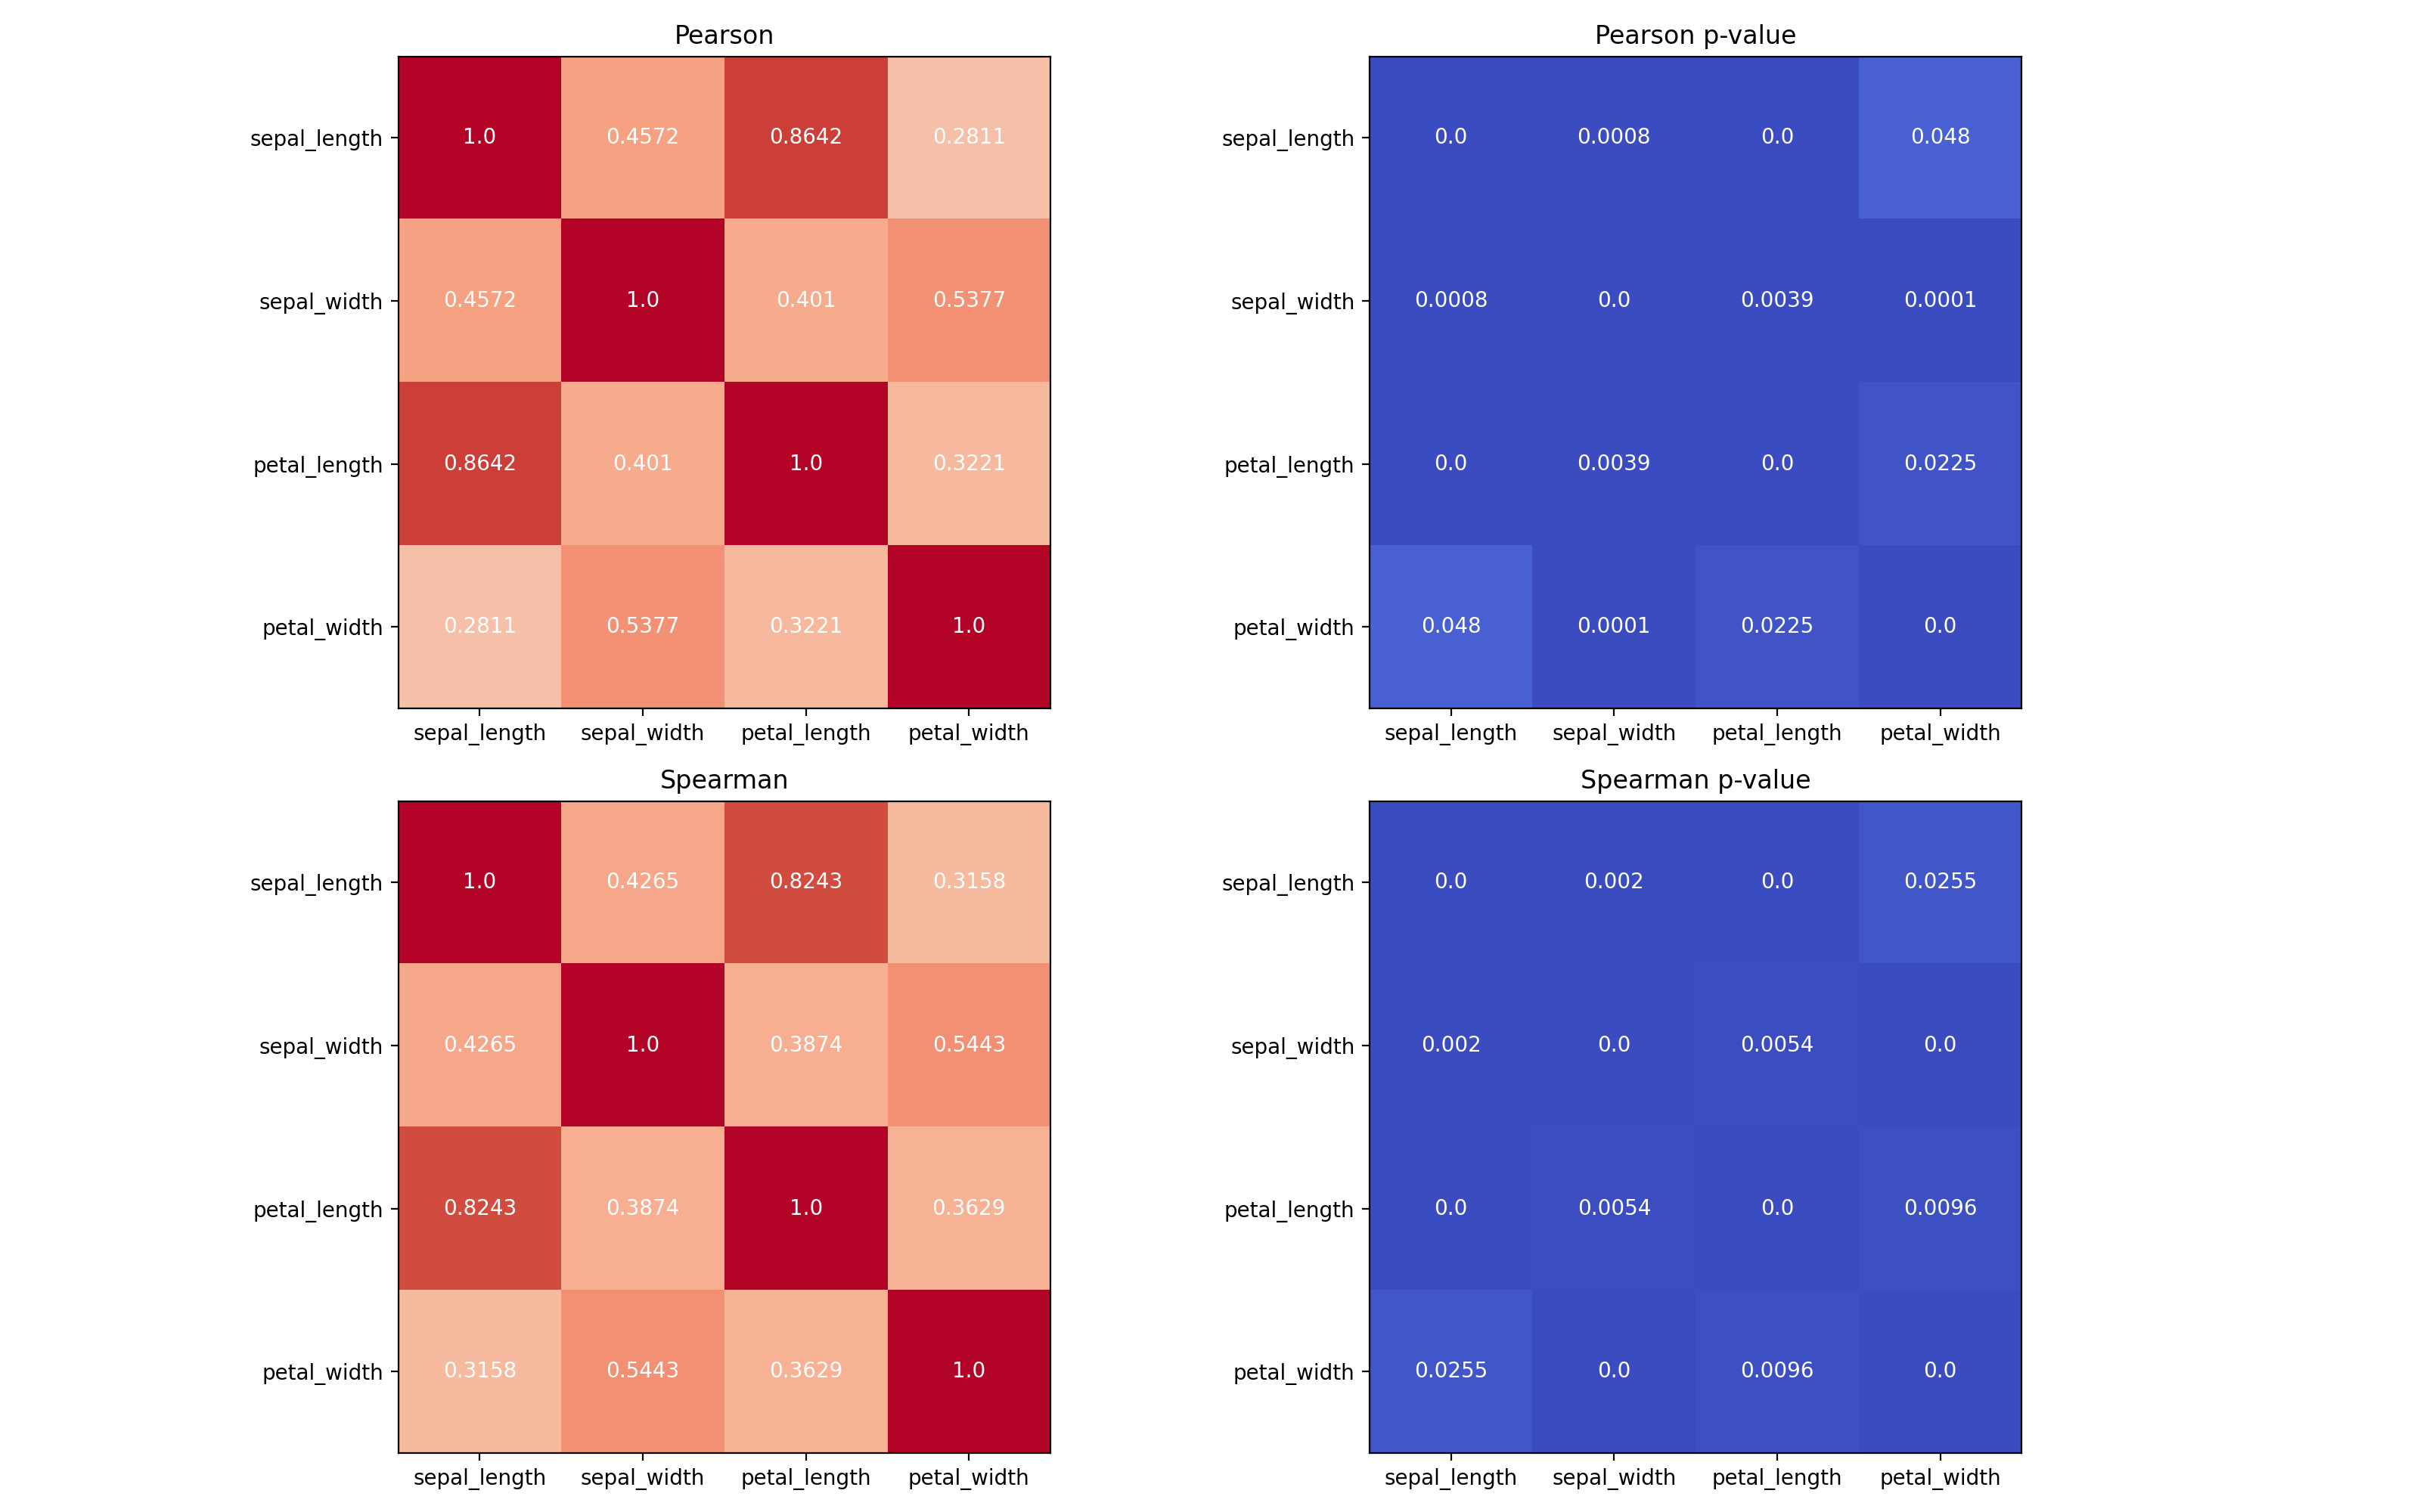 Pearson
Pearson p-value
sepal_length 1.0 0.4572 0.8642 0.2811
sepal_width 0.4572 1.0 0.401 0.5377
petal_length 0.8642 0.401 1.0 0.3221
petal_width 0.2811 0.5377 0.3221 1.0
sepal_length sepal_width petal_length petal_width
sepal_length 0.0 0.0008 0.0 0.048
sepal_width 0.0008 0.0 0.0039 0.0001
petal_length 0.0 0.0039 0.0 0.0225
petal_width 0.048 0.0001 0.0225 0.0
sepal_length sepal_width petal_length petal_width
Spearman
Spearman p-value
sepal_length 1.0 0.4265 0.8243 0.3158
sepal_width 0.4265 1.0 0.3874 0.5443
petal_length 0.8243 0.3874 1.0 0.3629
petal_width 0.3158 0.5443 0.3629 1.0
sepal_length sepal_width petal_length petal_width
sepal_length 0.0 0.002 0.0 0.0255
sepal_width 0.002 0.0 0.0054 0.0
petal_length 0.0 0.0054 0.0 0.0096
petal_width 0.0255 0.0 0.0096 0.0
sepal_length sepal_width petal_length petal_width